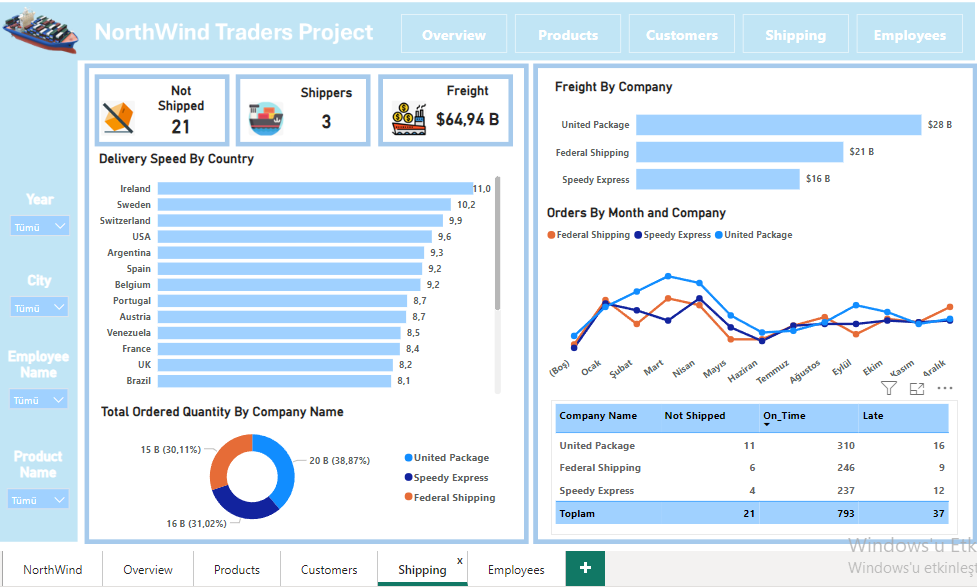 NorthWind Traders Project
Overview
Products
Customers
Shipping
Employees
Year
Tümü
City
Tümü
Employee
Name
Tümü
Product
Name
Tümü
Not
Shipped
21
Shippers
3
Freight
$64,94 B
Delivery Speed By Country
Ireland 11,0
Sweden 10,2
Switzerland 9,9
USA 9,6
Argentina 9,3
Spain 9,2
Belgium 9,2
Portugal 8,7
Austria 8,7
Venezuela 8,5
France 8,4
UK 8,2
Brazil 8,1
Total Ordered Quantity By Company Name
15 B (30,11%)
20 B (38,87%)
16 B (31,02%)
United Package
Speedy Express
Federal Shipping
Freight By Company
United Package $28 B
Federal Shipping $21 B
Speedy Express $16 B
Orders By Month and Company
Federal Shipping Speedy Express United Package
(Boş) Ocak Şubat Mart Nisan Mayıs Haziran Temmuz Ağustos Eylül Ekim Kasım Aralık
Company Name Not Shipped On_Time Late
United Package 11 310 16
Federal Shipping 6 246 9
Speedy Express 4 237 12
Toplam 21 793 37
Windows'u Etk
Windows'u etkinleş
NorthWind
Overview
Products
Customers
Shipping x
Employees
+